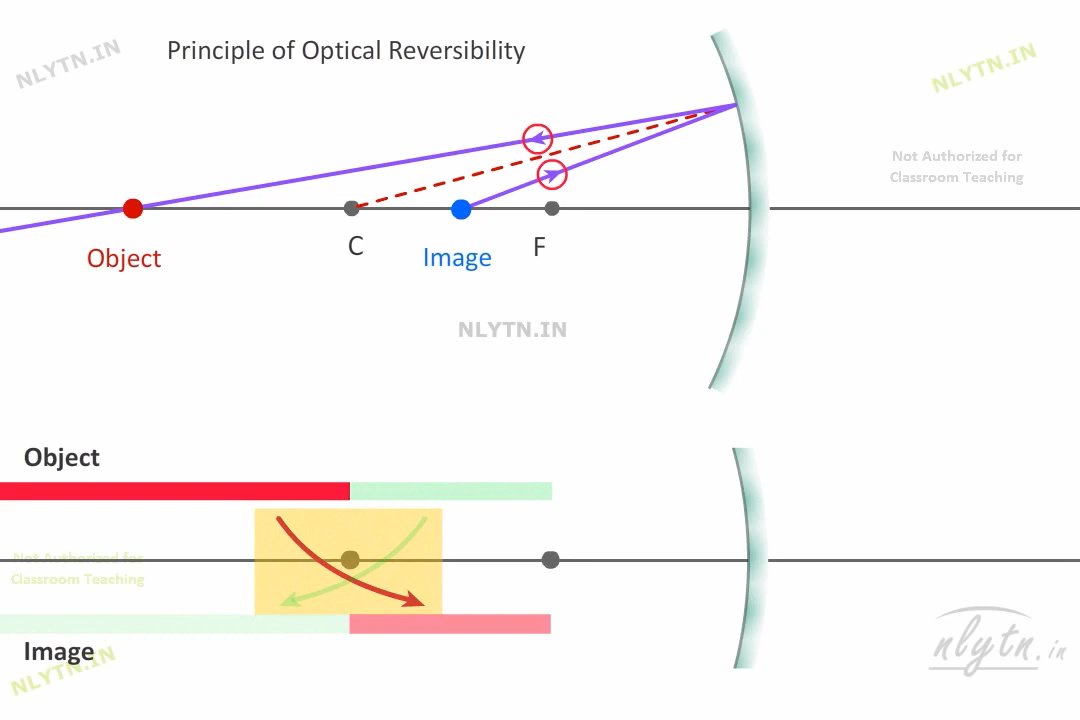 NLYTN.IN
Principle of Optical Reversibility
NLYTN.IN
Not Authorized for
Classroom Teaching
Object
C
Image
F
NLYTN.IN
Object
Not Authorized for
Classroom Teaching
Image
NLYTN.IN
nlytn.in